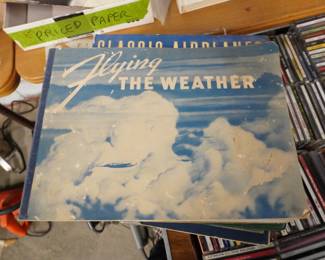 PRICED PAPER
CLASSIC AIRPLANES
Flying
THE WEATHER